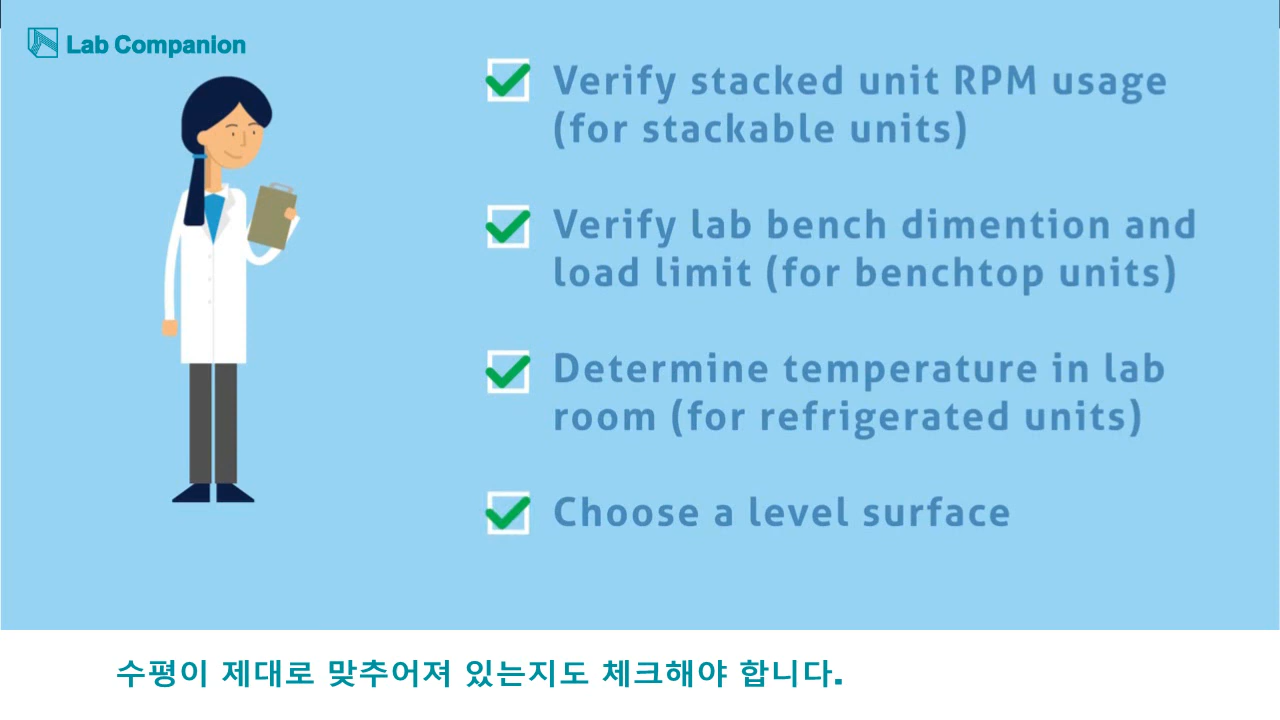 Lab Companion
Verify stacked unit RPM usage
(for stackable units)
Verify lab bench dimention and
load limit (for benchtop units)
Determine temperature in lab
room (for refrigerated units)
Choose a level surface
수평이 제대로 맞추어져 있는지도 체크해야 합니다.